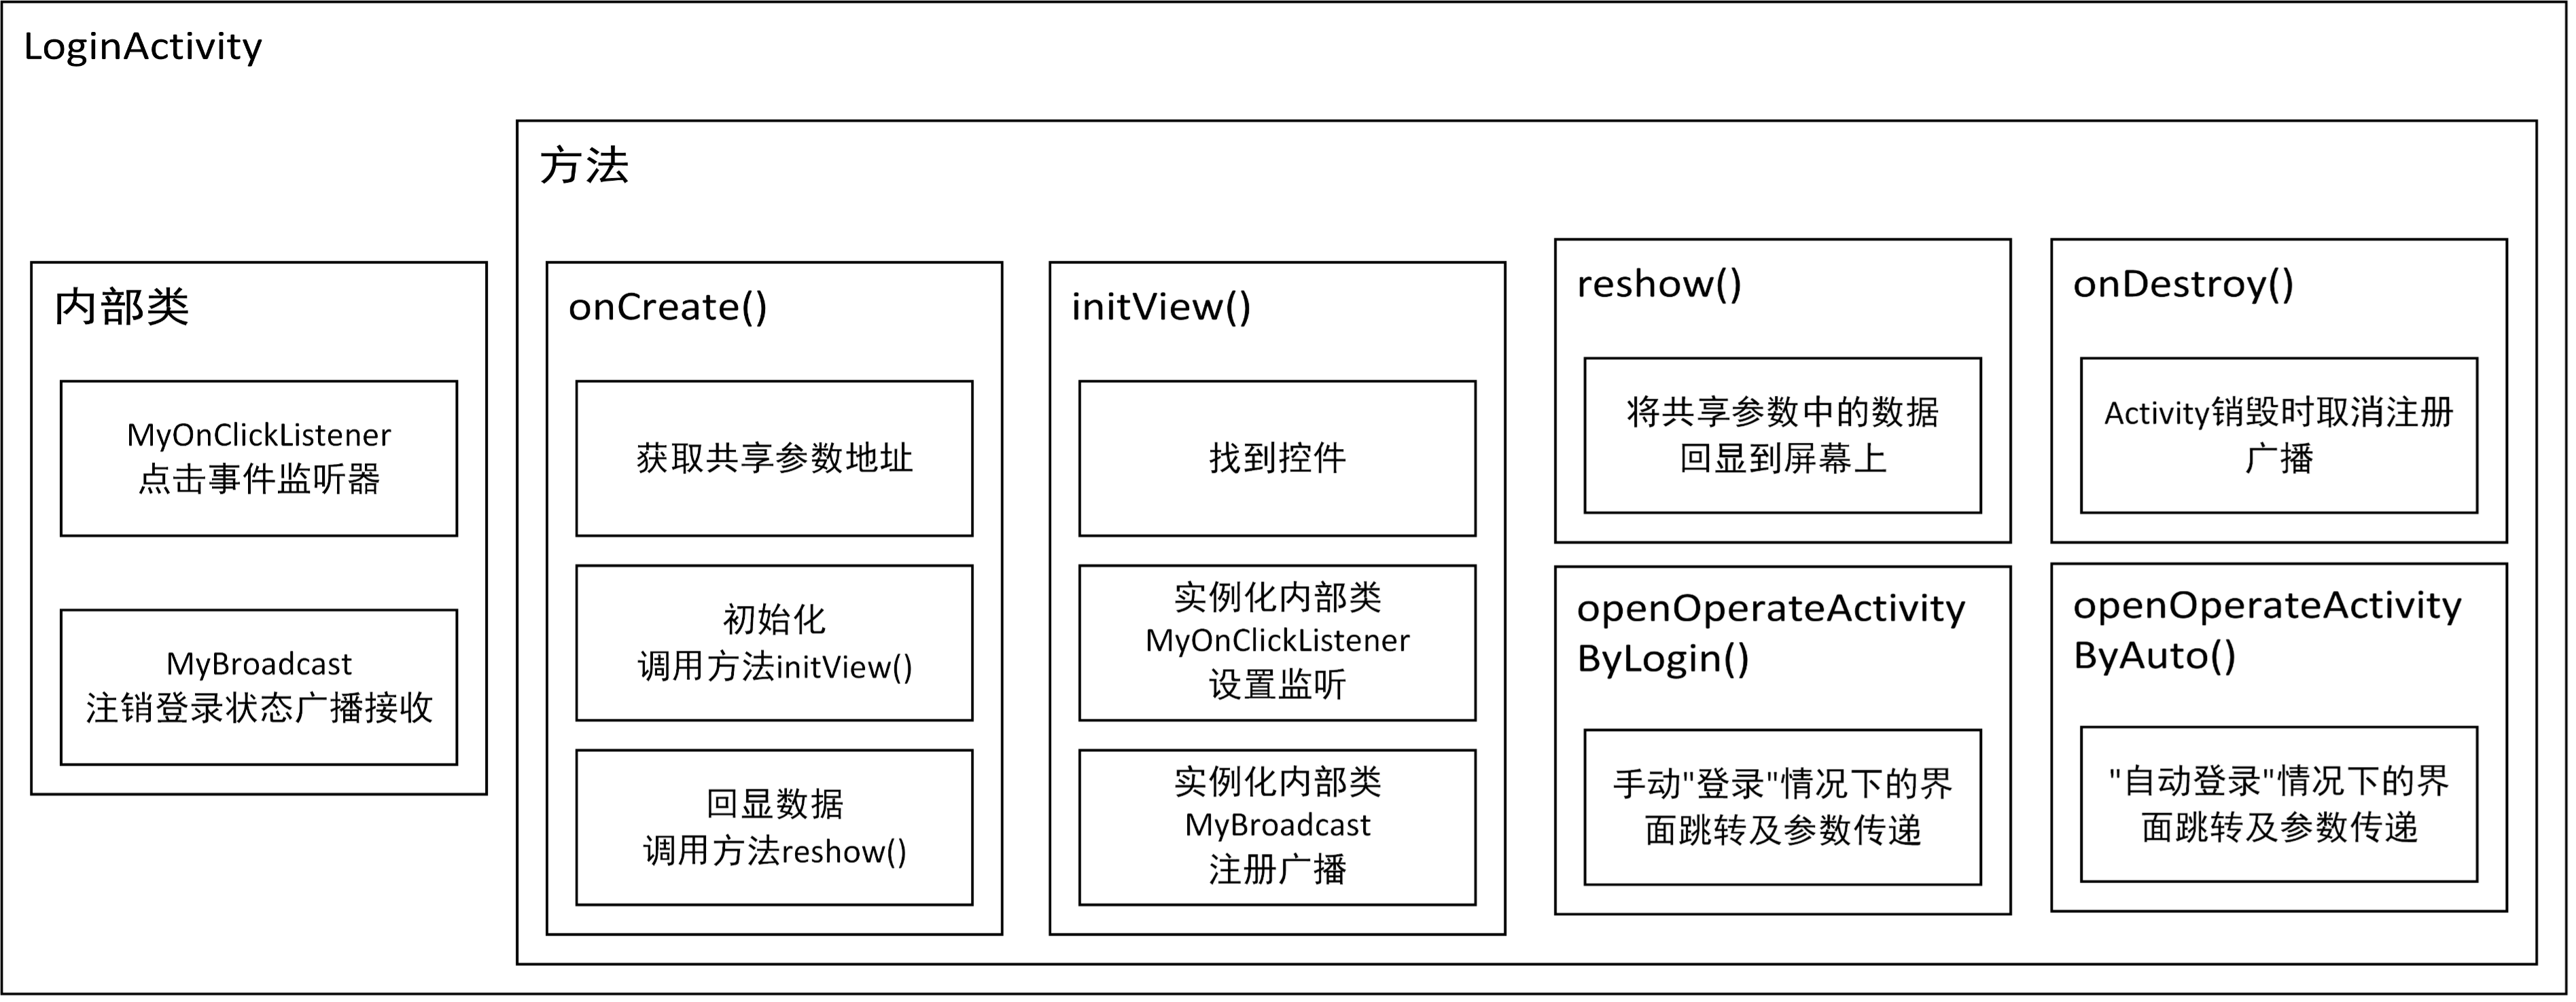 LoginActivity
方法
内部类
MyOnClickListener
点击事件监听器
MyBroadcast
注销登录状态广播接收
onCreate()
获取共享参数地址
初始化
调用方法initView()
回显数据
调用方法reshow()
initView()
找到控件
实例化内部类
MyOnClickListener
设置监听
实例化内部类
MyBroadcast
注册广播
reshow()
将共享参数中的数据
回显到屏幕上
onDestroy()
Activity销毁时取消注册
广播
openOperateActivity
ByLogin()
手动"登录"情况下的界
面跳转及参数传递
openOperateActivity
ByAuto()
"自动登录"情况下的界
面跳转及参数传递